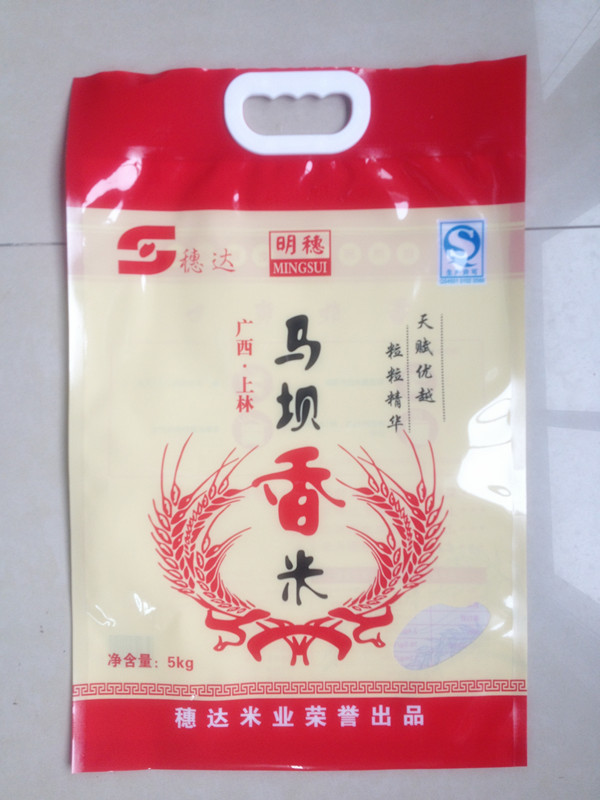 穗达
明穗
MINGSUI
广西·上林
马坝香米
天赋优越
粒粒精华
净含量：5kg
穗达米业荣誉出品